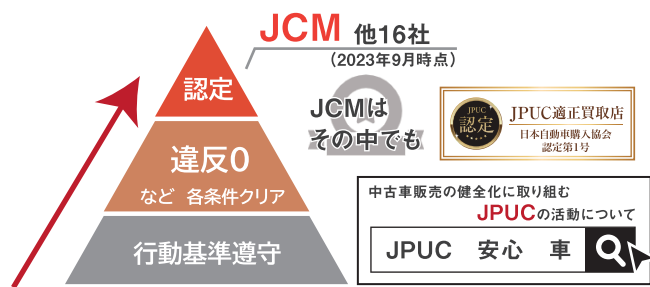 JCM 他16社
（2023年9月時点）
認定
JCMは
その中でも
JPUC
認定
JPUC適正買取店
日本自動車購入協会
認定第1号
違反0
など 各条件クリア
行動基準遵守
中古車販売の健全化に取り組む
JPUCの活動について
JPUC 安心 車